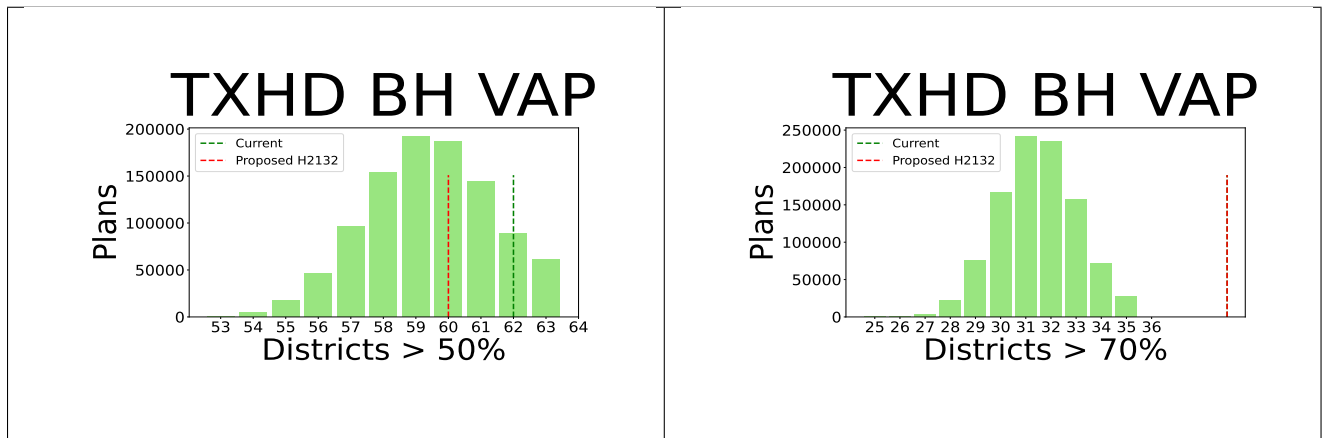 TXHD BH VAP
200000
150000
100000
50000
0
Plans
Current
Proposed H2132
53 54 55 56 57 58 59 60 61 62 63 64
Districts > 50%
TXHD BH VAP
250000
200000
150000
100000
50000
0
Plans
Current
Proposed H2132
25 26 27 28 29 30 31 32 33 34 35 36
Districts > 70%